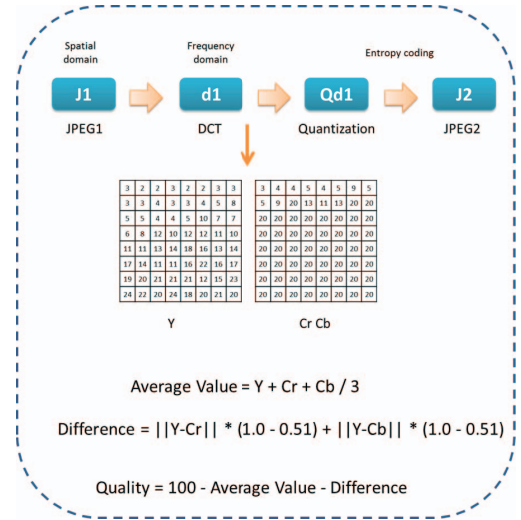 Spatial domain
Frequency domain
Entropy coding
J1
d1
Qd1
J2
JPEG1
DCT
Quantization
JPEG2
3 2 2 3 2 2 3 3
3 3 3 3 4 4 5 8
5 5 4 4 5 10 7 7
6 8 12 10 12 12 11 10
11 11 13 14 18 16 13 14
17 14 11 11 16 22 16 17
19 20 21 21 21 12 15 23
24 22 20 24 18 20 21 20
3 4 4 5 4 5 9 5
5 9 20 13 11 13 20 20
20 20 20 20 20 20 20 20
20 20 20 20 20 20 20 20
20 20 20 20 20 20 20 20
20 20 20 20 20 20 20 20
20 20 20 20 20 20 20 20
20 20 20 20 20 20 20 20
Y
Cr Cb
Average Value = Y + Cr + Cb / 3
Difference = ||Y-Cr|| * (1.0 - 0.51) + ||Y-Cb|| * (1.0 - 0.51)
Quality = 100 - Average Value - Difference